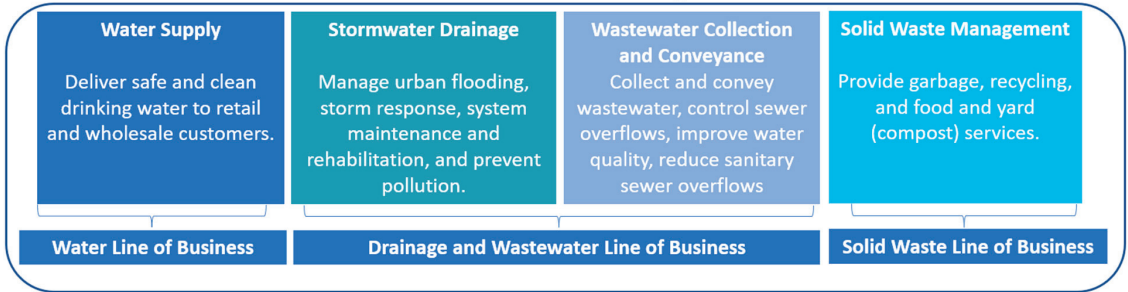 Water Supply
Deliver safe and clean
drinking water to retail
and wholesale customers.
Stormwater Drainage
Manage urban flooding,
storm response, system
maintenance and
rehabilitation, and prevent
pollution.
Wastewater Collection
and Conveyance
Collect and convey
wastewater, control sewer
overflows, improve water
quality, reduce sanitary
sewer overflows
Solid Waste Management
Provide garbage, recycling,
and food and yard
(compost) services.
Water Line of Business
Drainage and Wastewater Line of Business
Solid Waste Line of Business